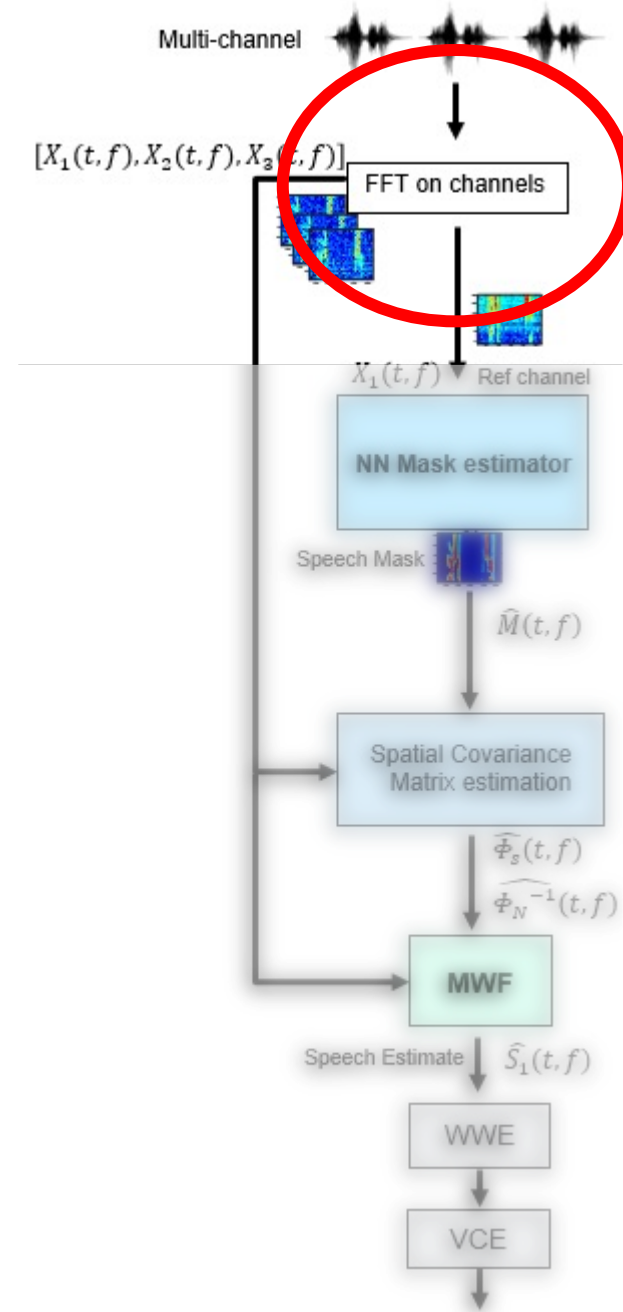 Multi-channel
[X₁(t,f),X₂(t,f),X₃(t,f)]
FFT on channels
X₁(t,f) Ref channel
NN Mask estimator
Speech Mask
M̂(t,f)
Spatial Covariance
Matrix estimation
Φ̂ₛ(t,f)
Φ̂_N⁻¹(t,f)
MWF
Speech Estimate Ŝ₁(t,f)
WWE
VCE